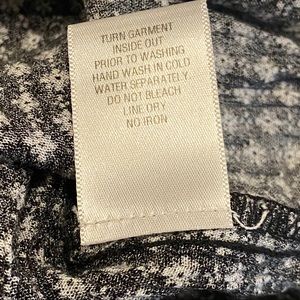 TURN GARMENT
INSIDE OUT
PRIOR TO WASHING
HAND WASH IN COLD
WATER SEPARATELY
DO NOT BLEACH
LINE DRY
NO IRON